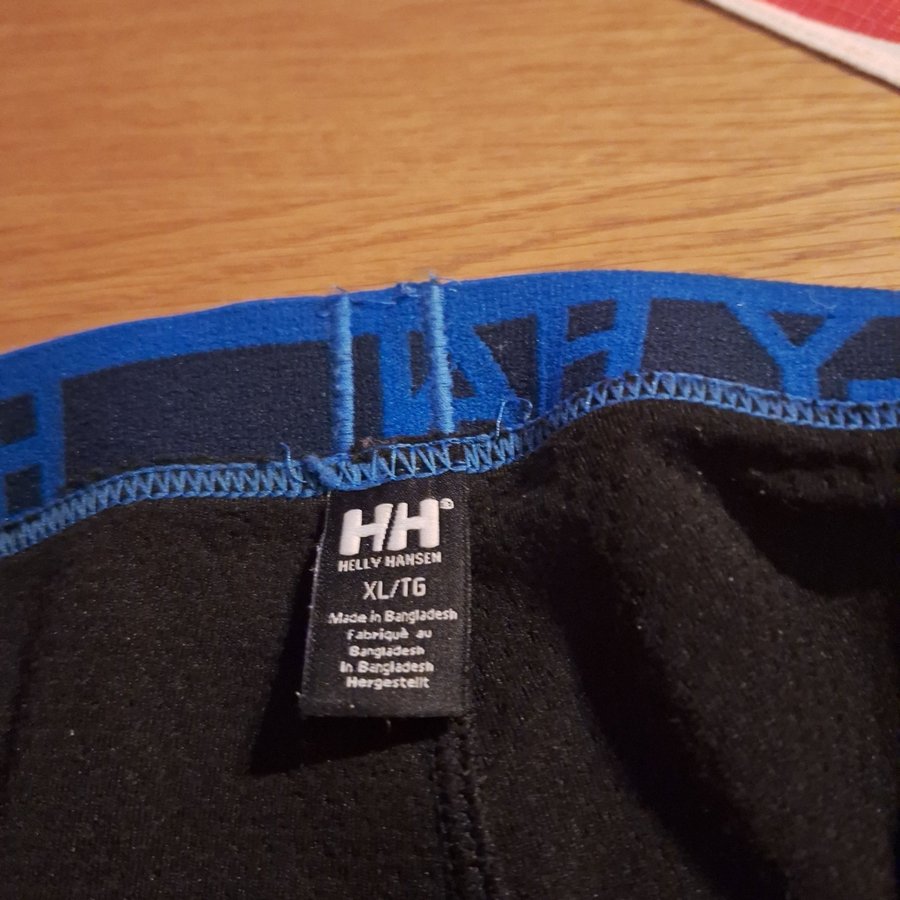 HH®
HELLY HANSEN
XL/TG
Made in Bangladesh
Fabriqué au
Bangladesh
In Bangladesh
Hergestellt